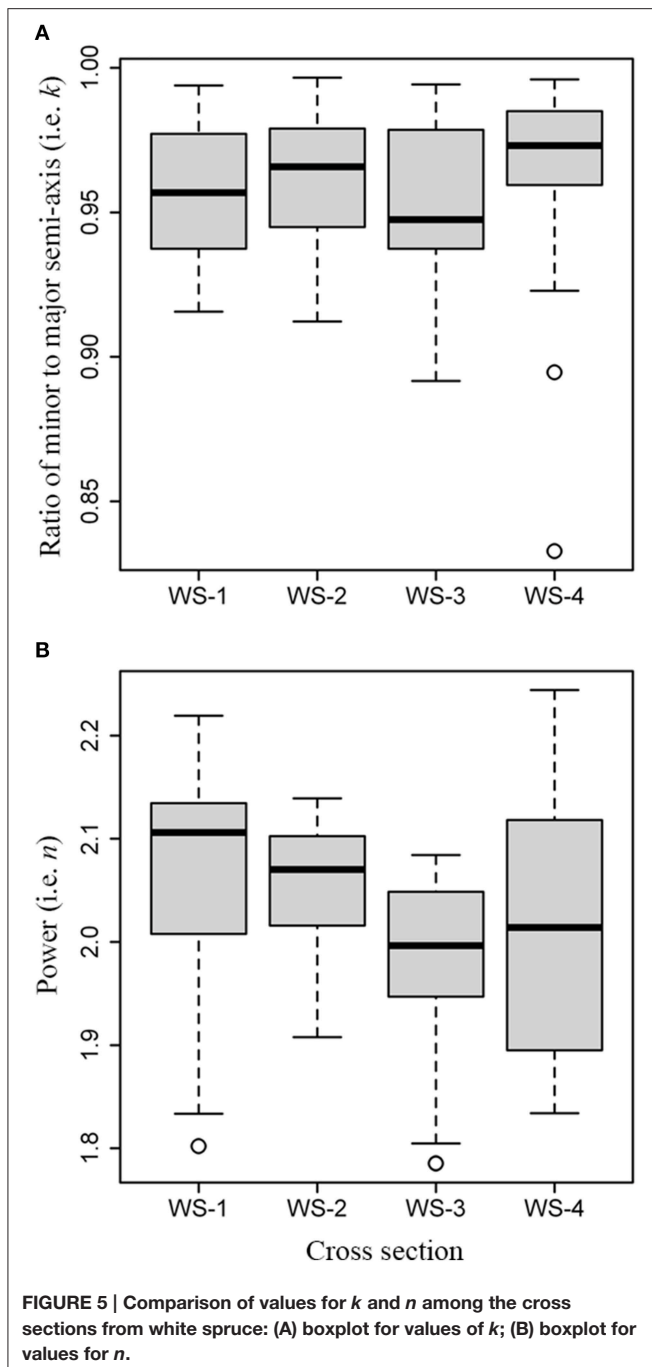 A
Ratio of minor to major semi-axis (i.e. k)
1.00
0.95
0.90
0.85
WS-1 WS-2 WS-3 WS-4
B
Power (i.e. n)
2.2
2.1
2.0
1.9
1.8
WS-1 WS-2 WS-3 WS-4
Cross section
FIGURE 5 | Comparison of values for k and n among the cross
sections from white spruce: (A) boxplot for values of k; (B) boxplot for
values for n.